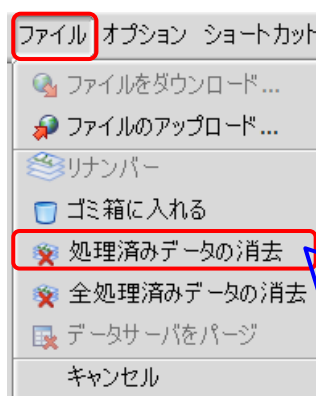 ファイル オプション ショートカット
ファイルをダウンロード...
ファイルのアップロード...
リナンバー
ゴミ箱に入れる
処理済みデータの消去
全処理済みデータの消去
データサーバをパージ
キャンセル